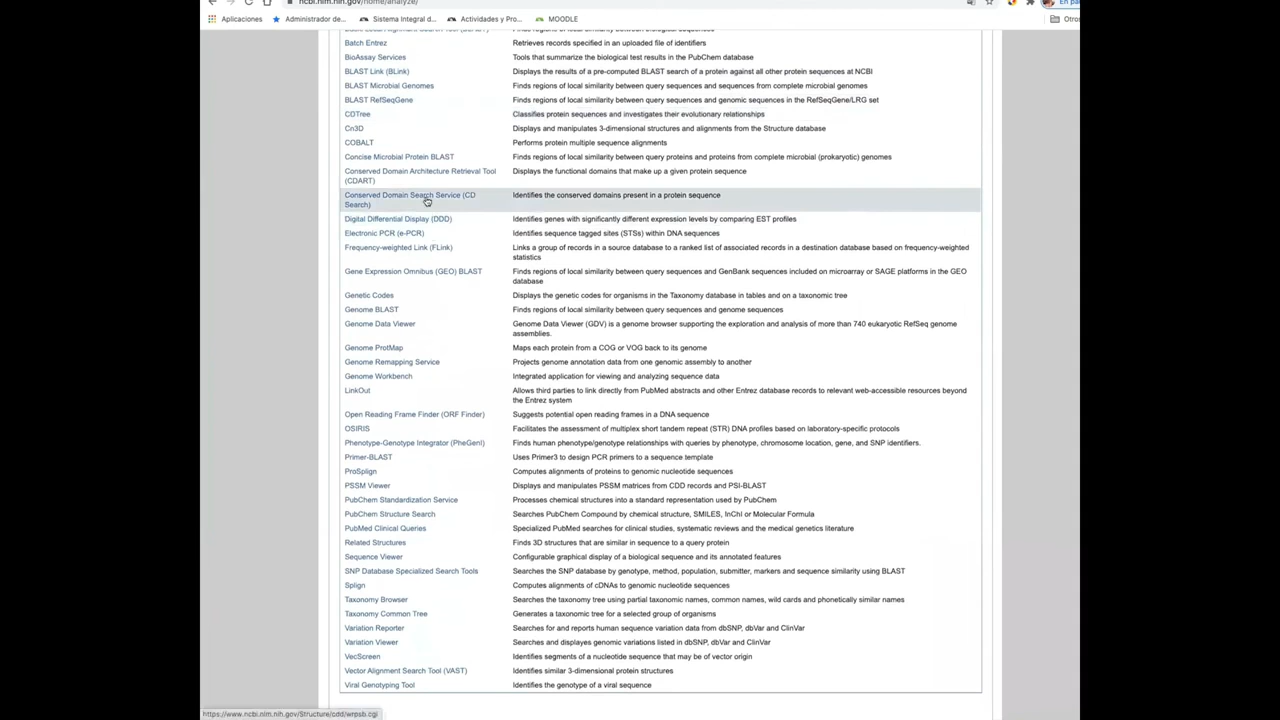 ncbi.nlm.nih.gov/home/analyze/
Aplicaciones Administrador de... Sistema Integral d... Actividades y Pro... MOODLE Otros
Batch Entrez Retrieves records specified in an uploaded file of identifiers
BioAssay Services Tools that summarize the biological test results in the PubChem database
BLAST Link (BLink) Displays the results of a pre-computed BLAST search of a protein against all other protein sequences at NCBI
BLAST Microbial Genomes Finds regions of local similarity between query sequences and sequences from complete microbial genomes
BLAST RefSeqGene Finds regions of local similarity between query sequences and genomic sequences in the RefSeqGene/LRG set
CDTree Classifies protein sequences and investigates their evolutionary relationships
Cn3D Displays and manipulates 3-dimensional structures and alignments from the Structure database
COBALT Performs protein multiple sequence alignments
Concise Microbial Protein BLAST Finds regions of local similarity between query proteins and proteins from complete microbial (prokaryotic) genomes
Conserved Domain Architecture Retrieval Tool Displays the functional domains that make up a given protein sequence
(CDART)
Conserved Domain Search Service (CD Identifies the conserved domains present in a protein sequence
Search)
Digital Differential Display (DDD) Identifies genes with significantly different expression levels by comparing EST profiles
Electronic PCR (e-PCR) Identifies sequence tagged sites (STSs) within DNA sequences
Frequency-weighted Link (FLink) Links a group of records in a source database to a ranked list of associated records in a destination database based on frequency-weighted
statistics
Gene Expression Omnibus (GEO) BLAST Finds regions of local similarity between query sequences and GenBank sequences included on microarray or SAGE platforms in the GEO
database
Genetic Codes Displays the genetic codes for organisms in the Taxonomy database in tables and on a taxonomic tree
Genome BLAST Finds regions of local similarity between query sequences and genome sequences
Genome Data Viewer Genome Data Viewer (GDV) is a genome browser supporting the exploration and analysis of more than 740 eukaryotic RefSeq genome
assemblies.
Genome ProtMap Maps each protein from a COG or VOG back to its genome
Genome Remapping Service Projects genome annotation data from one genomic assembly to another
Genome Workbench Integrated application for viewing and analyzing sequence data
LinkOut Allows third parties to link directly from PubMed abstracts and other Entrez database records to relevant web-accessible resources beyond
the Entrez system
Open Reading Frame Finder (ORF Finder) Suggests potential open reading frames in a DNA sequence
OSIRIS Facilitates the assessment of multiplex short tandem repeat (STR) DNA profiles based on laboratory-specific protocols
Phenotype-Genotype Integrator (PheGenI) Finds human phenotype/genotype relationships with queries by phenotype, chromosome location, gene, and SNP identifiers.
Primer-BLAST Uses Primer3 to design PCR primers to a sequence template
ProSplign Computes alignments of proteins to genomic nucleotide sequences
PSSM Viewer Displays and manipulates PSSM matrices from CDD records and PSI-BLAST
PubChem Standardization Service Processes chemical structures into a standard representation used by PubChem
PubChem Structure Search Searches PubChem Compound by chemical structure, SMILES, InChI or Molecular Formula
PubMed Clinical Queries Specialized PubMed searches for clinical studies, systematic reviews and the medical genetics literature
Related Structures Finds 3D structures that are similar in sequence to a query protein
Sequence Viewer Configurable graphical display of a biological sequence and its annotated features
SNP Database Specialized Search Tools Searches the SNP database by genotype, method, population, submitter, markers and sequence similarity using BLAST
Splign Computes alignments of cDNAs to genomic nucleotide sequences
Taxonomy Browser Searches the taxonomy tree using partial taxonomic names, common names, wild cards and phonetically similar names
Taxonomy Common Tree Generates a taxonomic tree for a selected group of organisms
Variation Reporter Searches for and reports human sequence variation data from dbSNP, dbVar and ClinVar
Variation Viewer Searches and displayes genomic variations listed in dbSNP, dbVar and ClinVar
VecScreen Identifies segments of a nucleotide sequence that may be of vector origin
Vector Alignment Search Tool (VAST) Identifies similar 3-dimensional protein structures
Viral Genotyping Tool Identifies the genotype of a viral sequence
https://www.ncbi.nlm.nih.gov/Structure/cdd/wrpsb.cgi